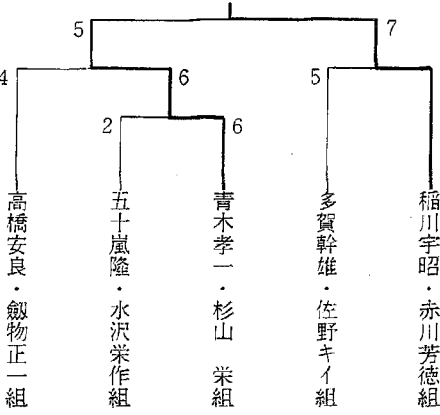 5 7
4 6 5
2 6
高橋安良・劔物正一組
五十嵐隆・水沢栄作組
青木孝一・杉山 栄組
多賀幹雄・佐野キイ組
稲川宇昭・赤川芳徳組